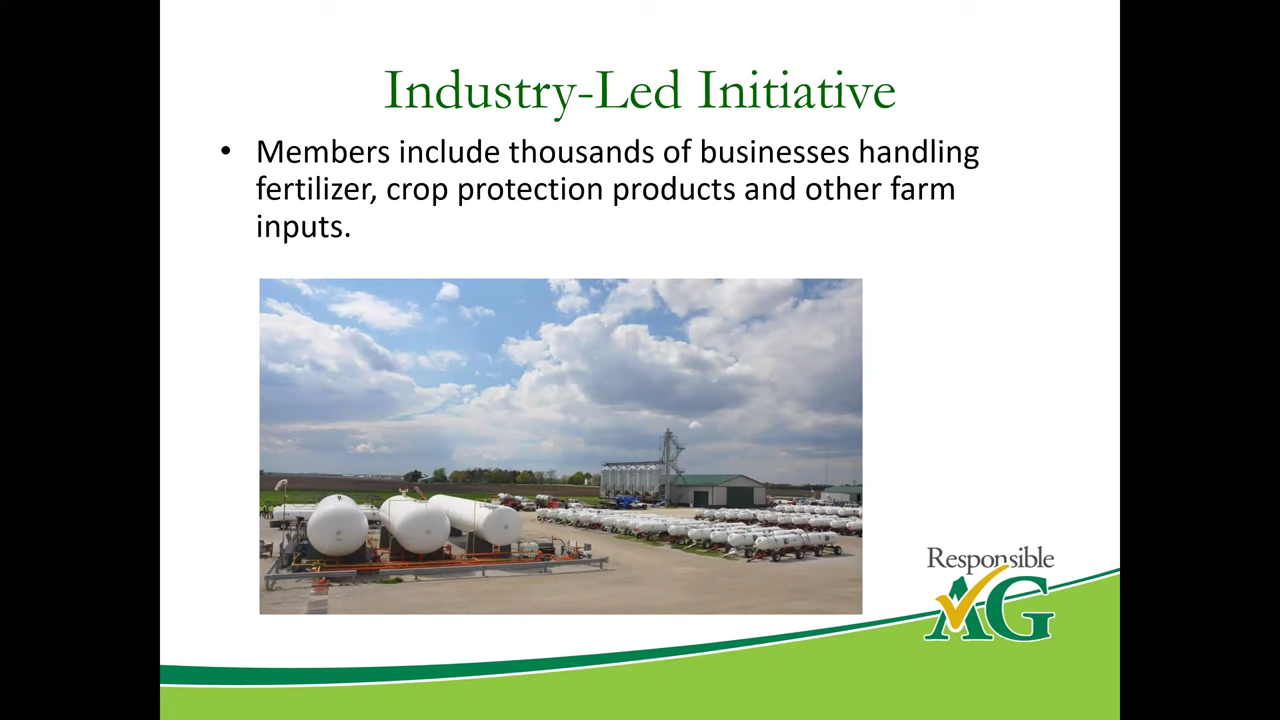 Industry-Led Initiative
• Members include thousands of businesses handling
fertilizer, crop protection products and other farm
inputs.
Responsible
AG